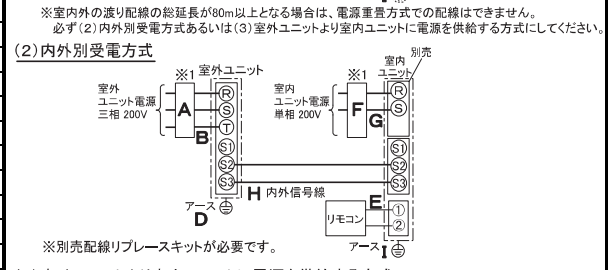 ※室内外の渡り配線の総延長が80m以上となる場合は、電源重畳方式での配線はできません。
必ず(2)内外別受電方式あるいは(3)室外ユニットより室内ユニットに電源を供給する方式にしてください。
(2)内外別受電方式
別売
※1 室外ユニット
※1 室内ユニット
室外
ユニット電源
三相 200V
A
B
R
S
T
S1
S2
S3
室内
ユニット電源
単相 200V
F
G
R
S
S1
S2
S3
H 内外信号線
アース
D
リモコン
E
①
②
アース I
※別売配線リプレースキットが必要です。